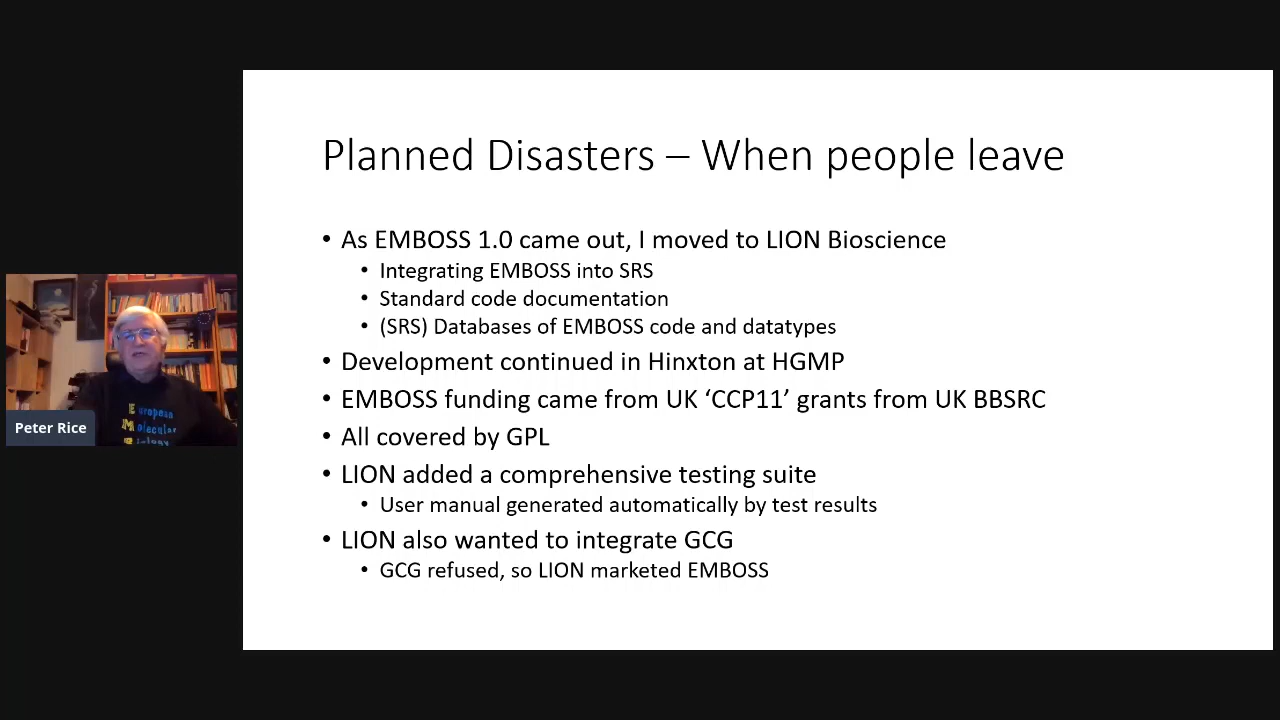 Planned Disasters – When people leave
• As EMBOSS 1.0 came out, I moved to LION Bioscience
• Integrating EMBOSS into SRS
• Standard code documentation
• (SRS) Databases of EMBOSS code and datatypes
• Development continued in Hinxton at HGMP
• EMBOSS funding came from UK ‘CCP11’ grants from UK BBSRC
• All covered by GPL
• LION added a comprehensive testing suite
• User manual generated automatically by test results
• LION also wanted to integrate GCG
• GCG refused, so LION marketed EMBOSS
European
Molecular
Biology
Peter Rice